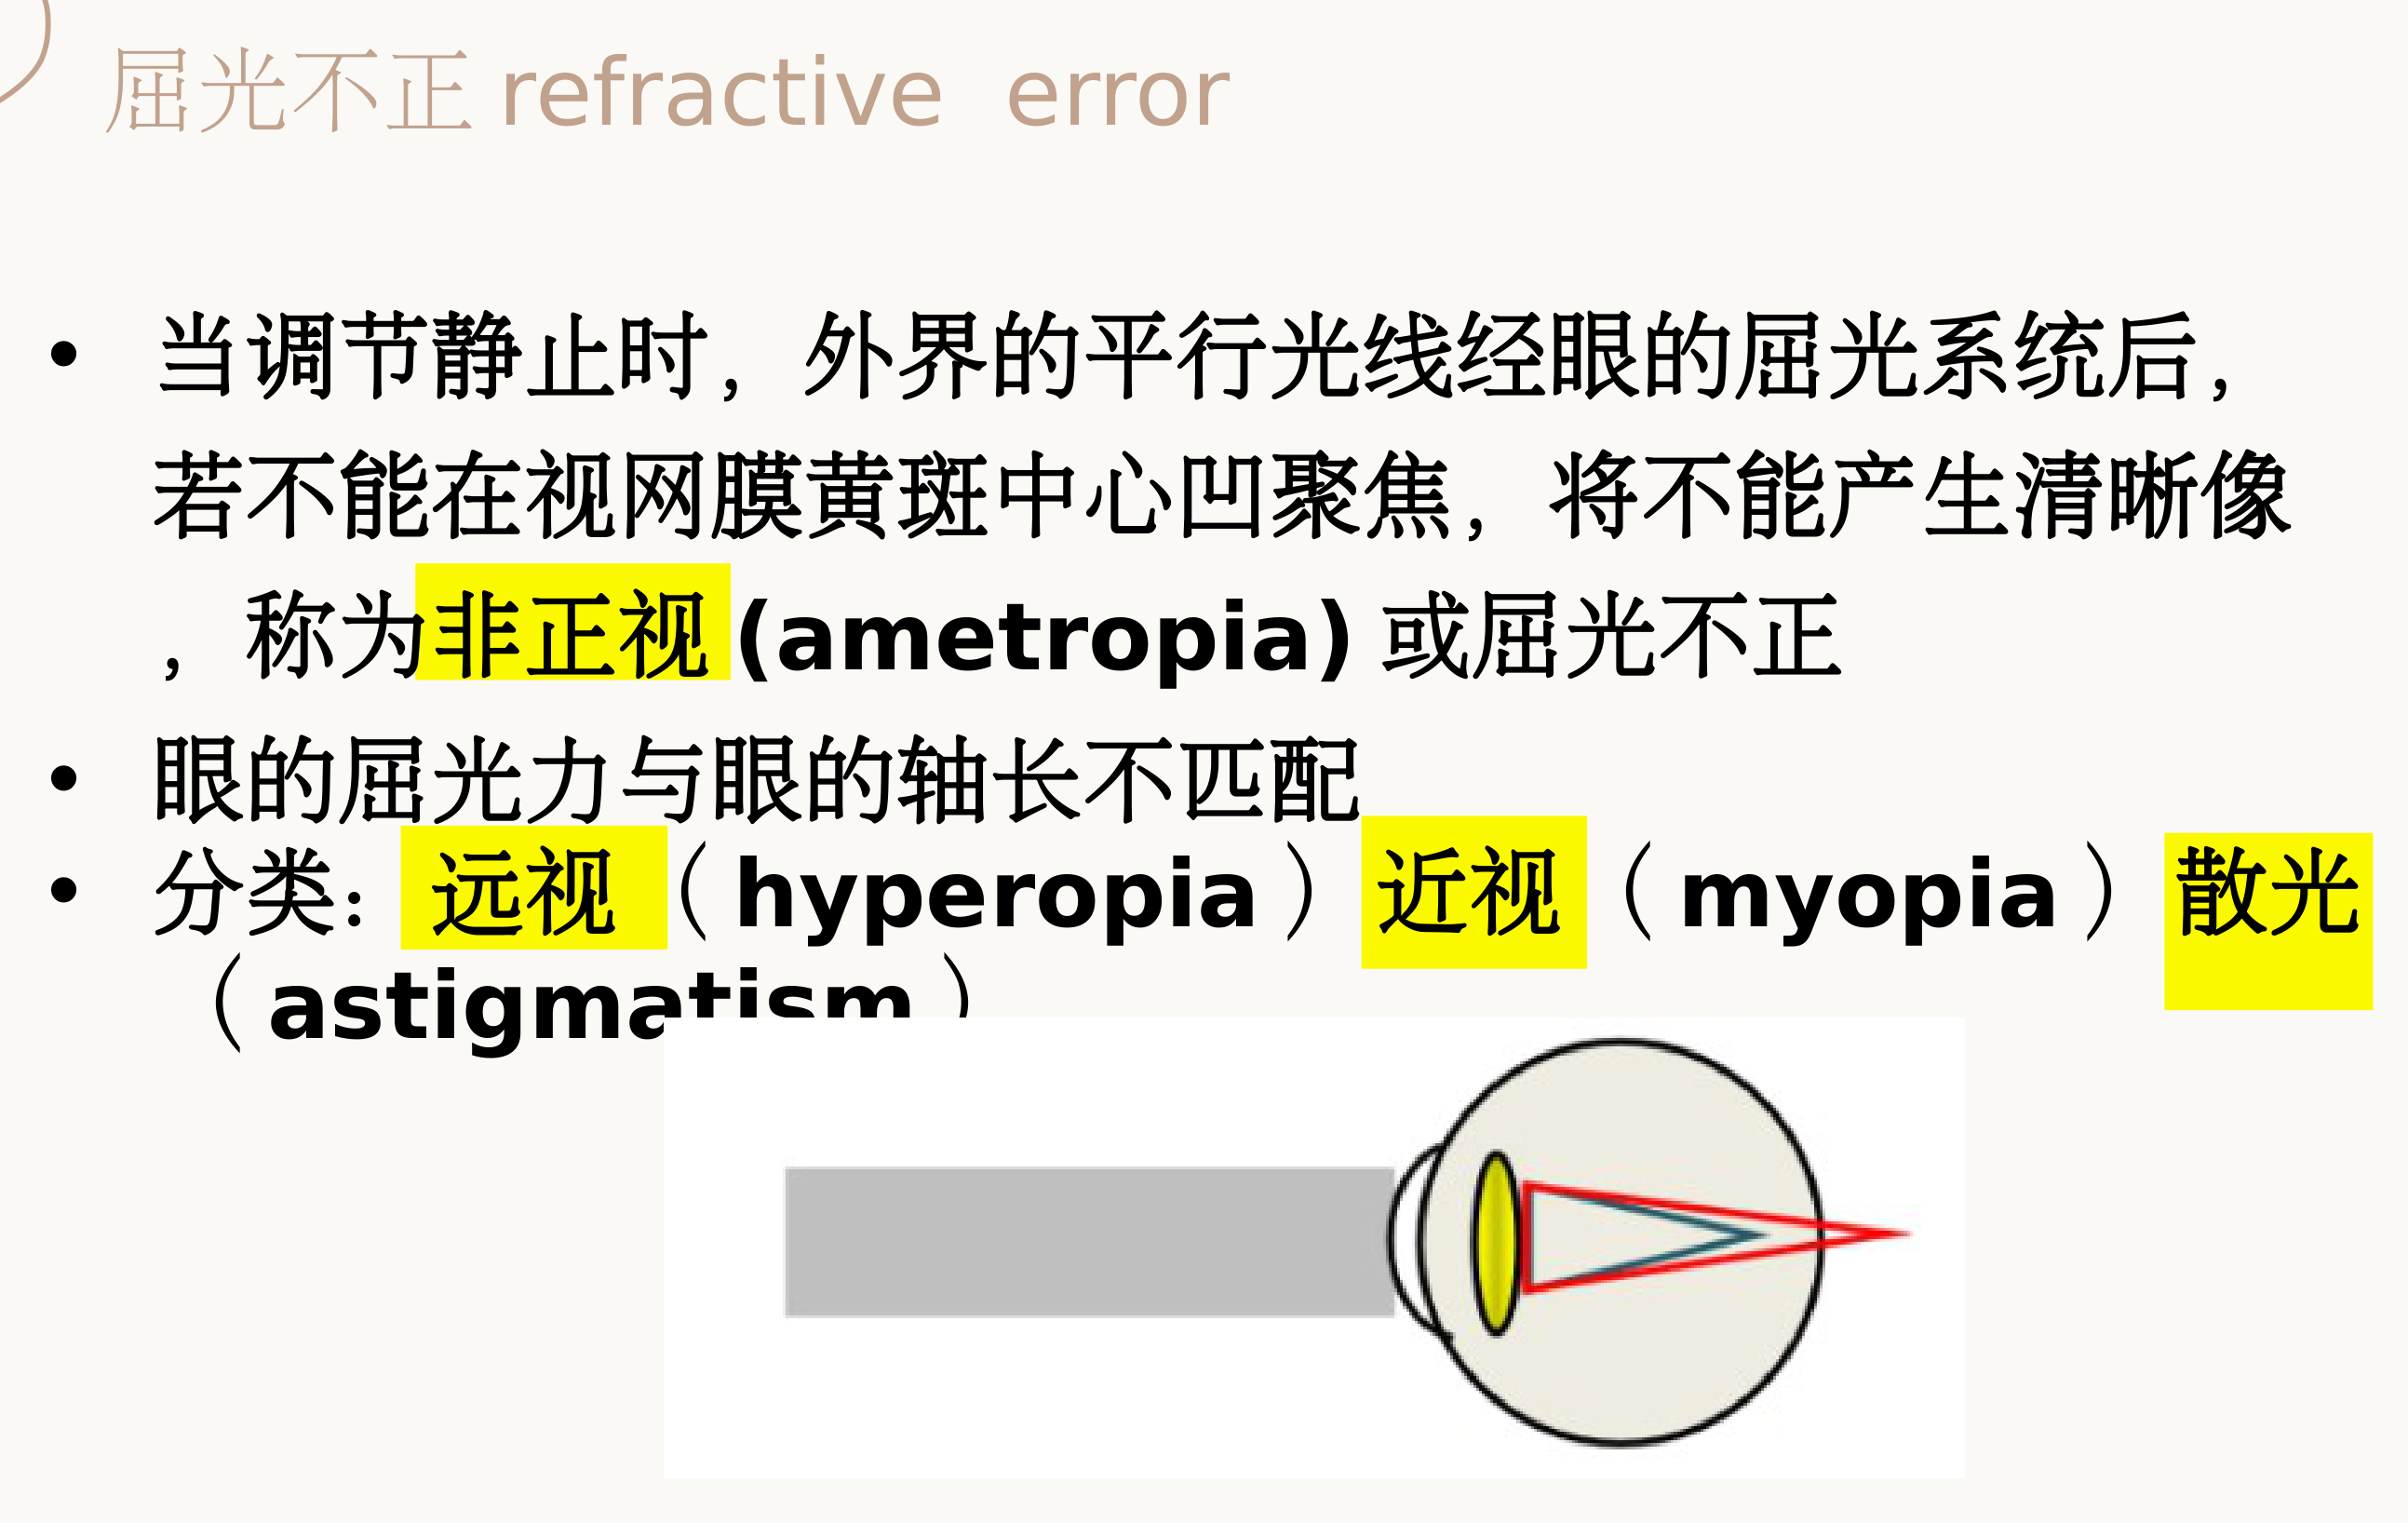 屈光不正 refractive error
• 当调节静止时，外界的平行光线经眼的屈光系统后，
若不能在视网膜黄斑中心凹聚焦，将不能产生清晰像
，称为非正视(ametropia)或屈光不正
• 眼的屈光力与眼的轴长不匹配
• 分类：远视（hyperopia）近视（myopia）散光
（astigmatism）